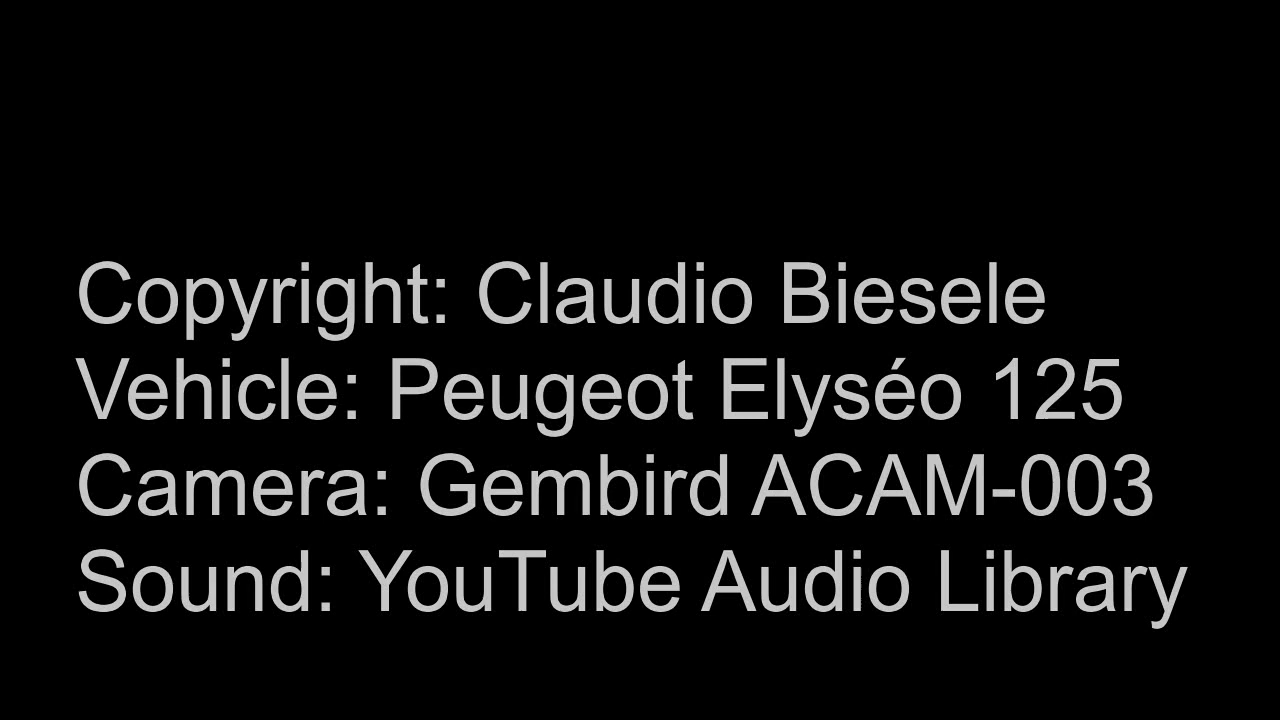 Copyright: Claudio Biesele
Vehicle: Peugeot Elyséo 125
Camera: Gembird ACAM-003
Sound: YouTube Audio Library